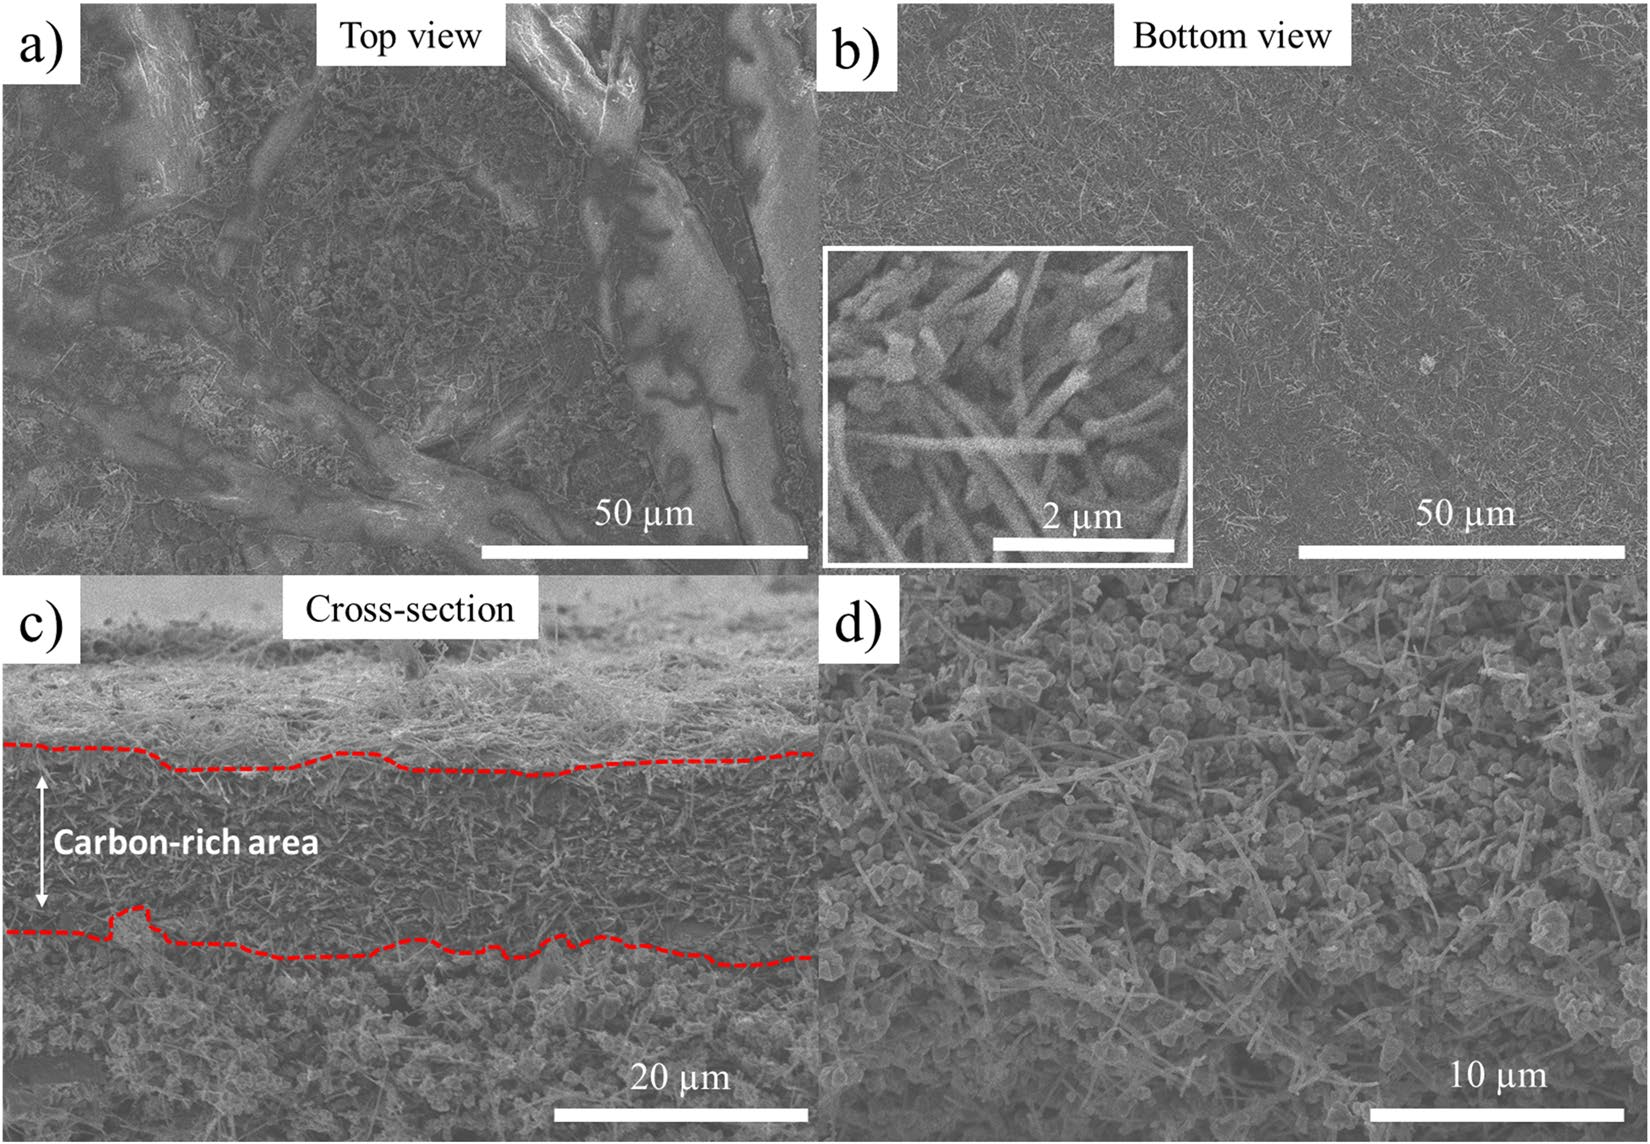 a)
Top view
50 µm
b)
Bottom view
2 µm
50 µm
c)
Cross-section
Carbon-rich area
20 µm
d)
10 µm